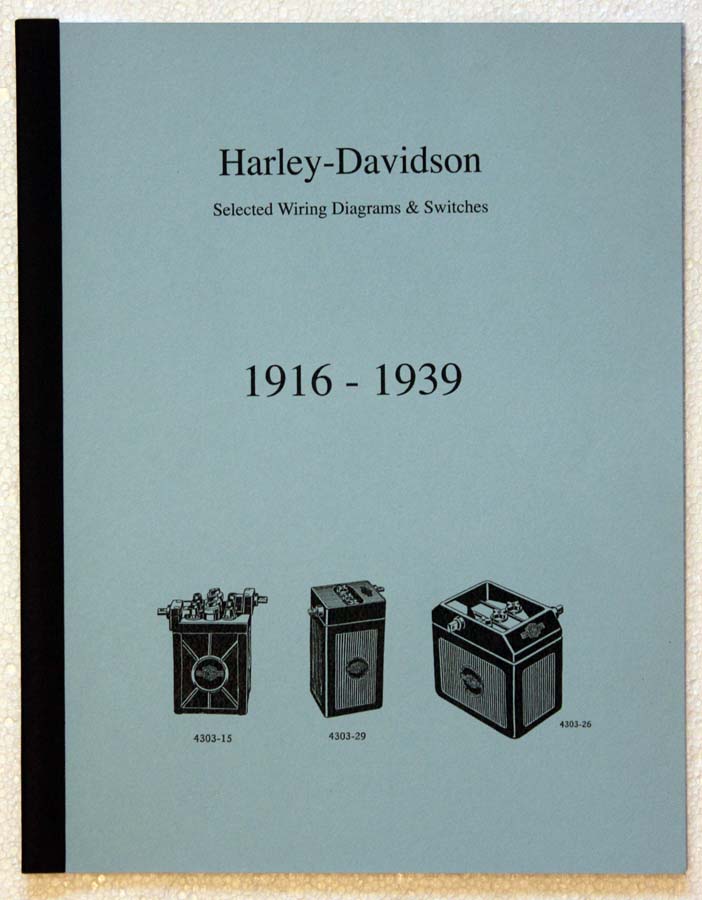 Harley-Davidson
Selected Wiring Diagrams & Switches
1916 - 1939
4303-15
4303-29
4303-26